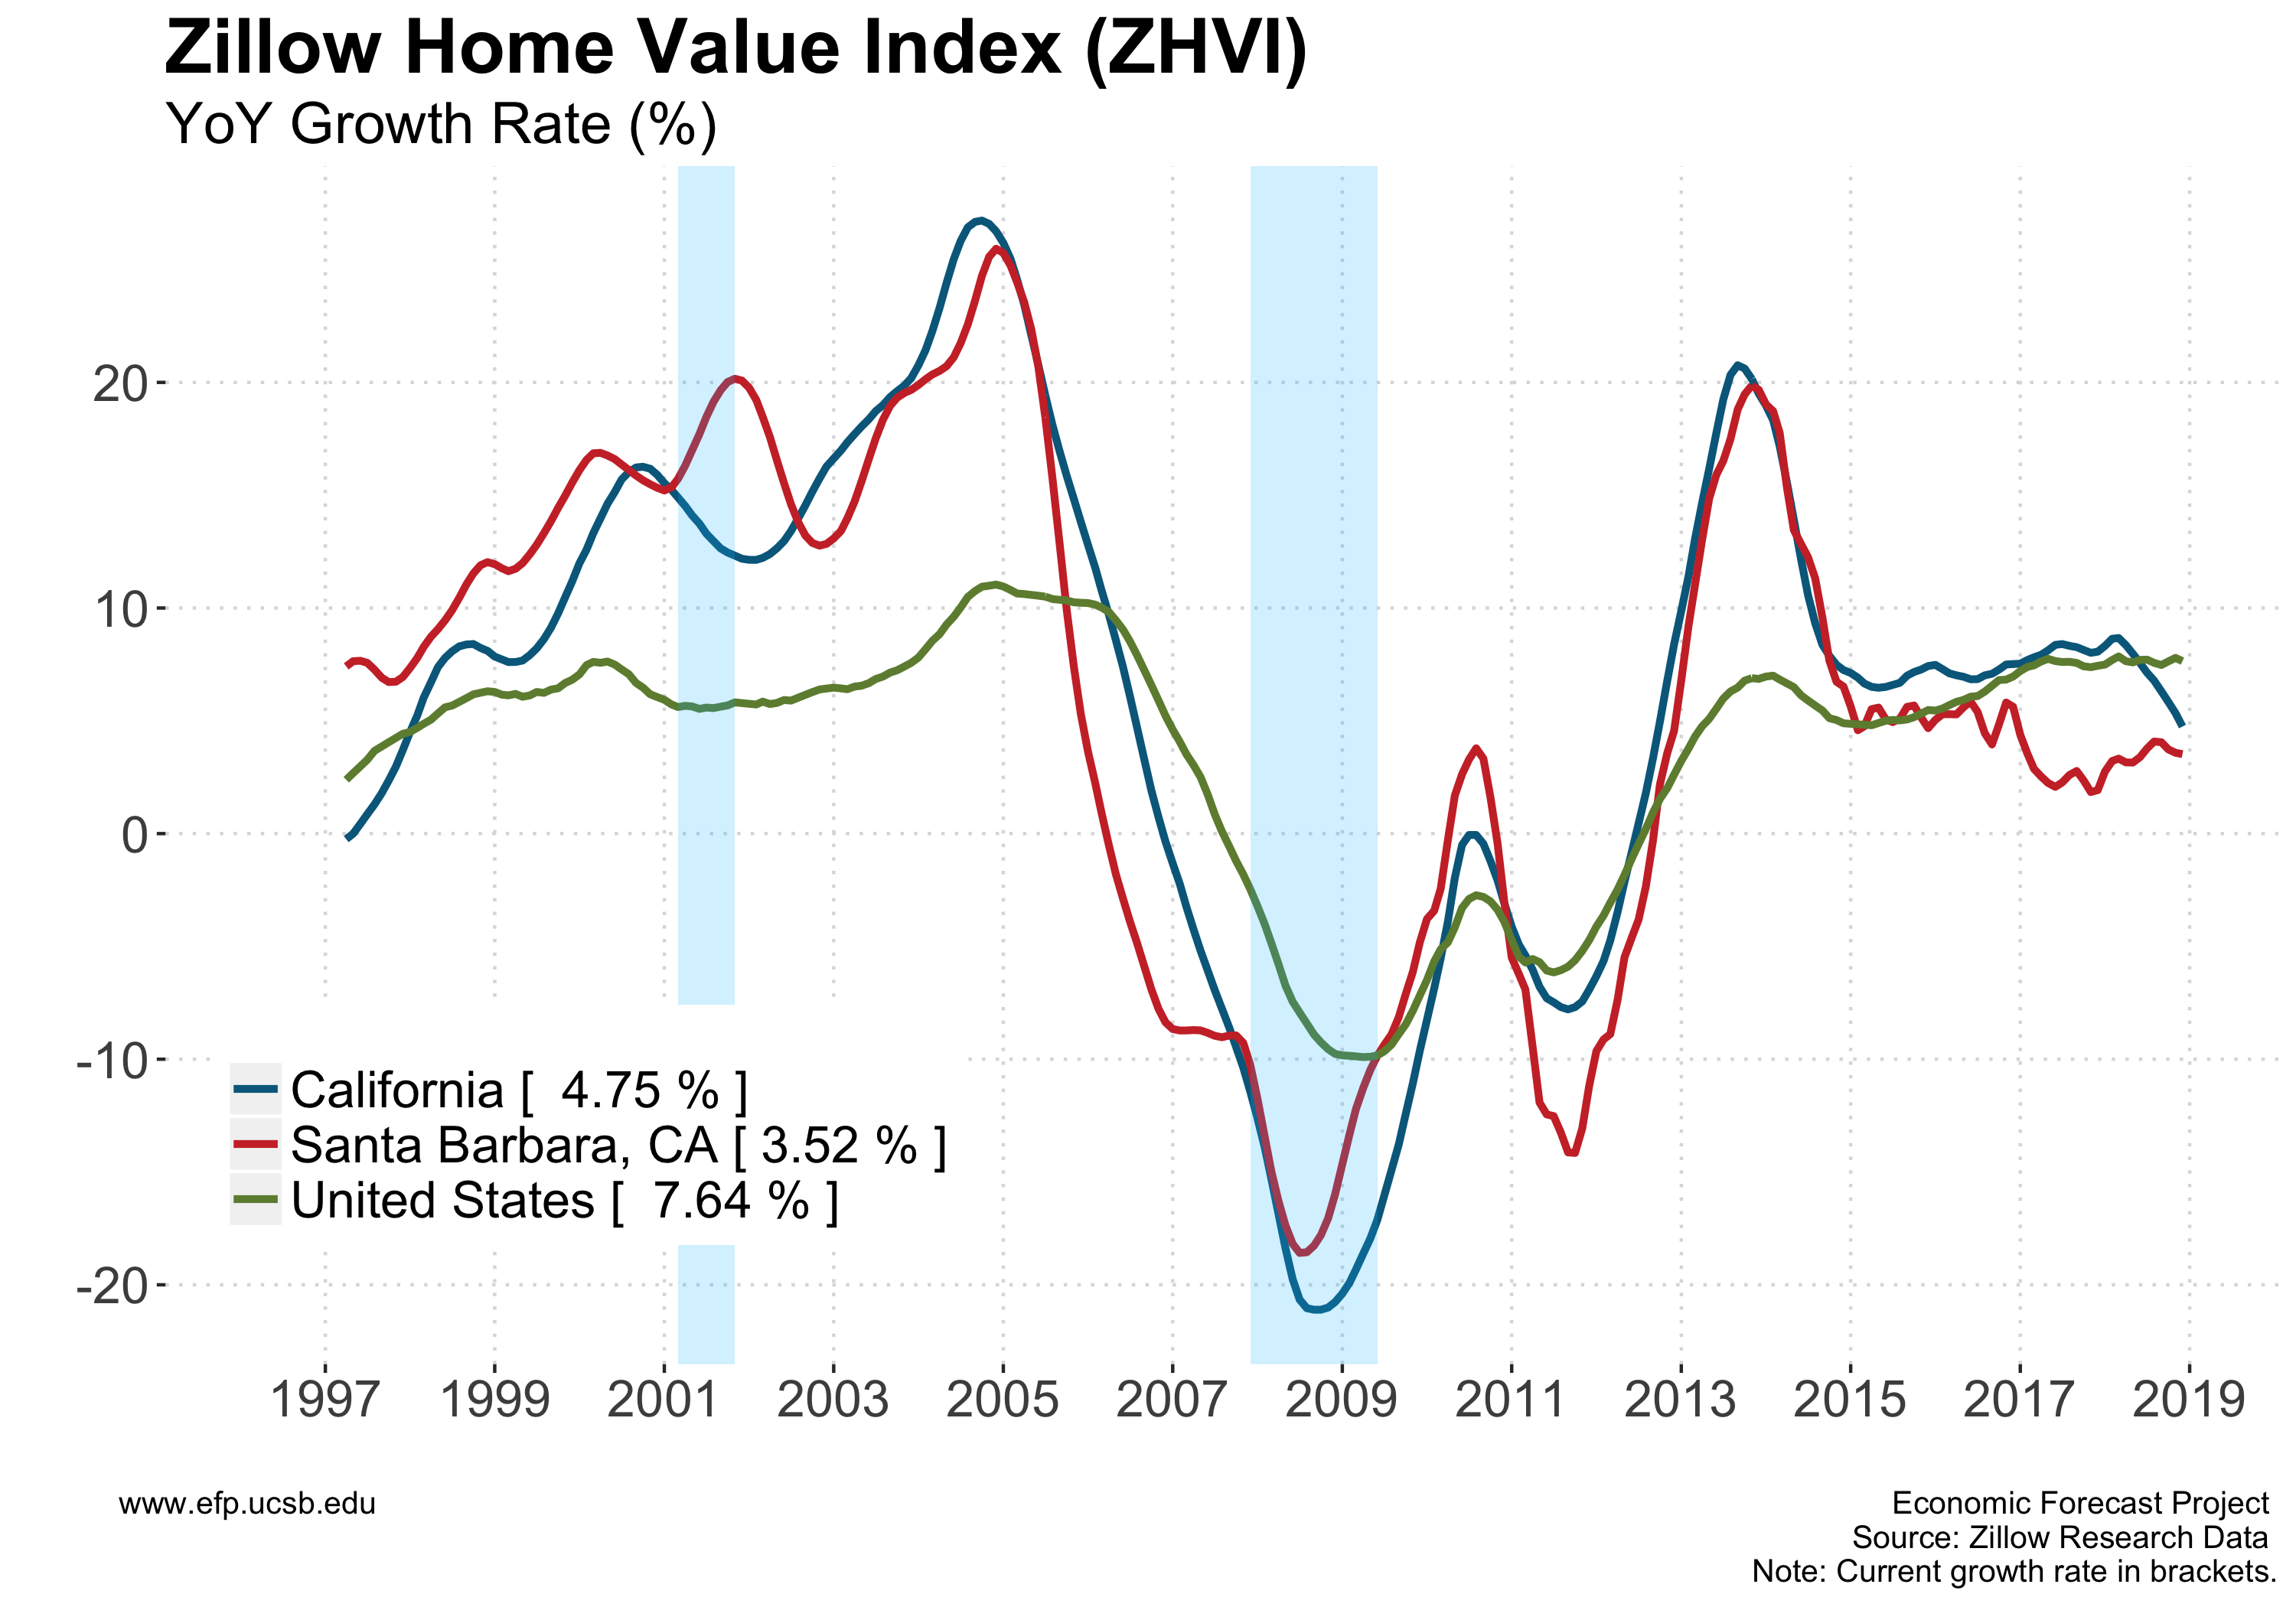 Zillow Home Value Index (ZHVI)
YoY Growth Rate (%)
20
10
0
-10
-20
California [  4.75 % ]
Santa Barbara, CA [ 3.52 % ]
United States [  7.64 % ]
1997 1999 2001 2003 2005 2007 2009 2011 2013 2015 2017 2019
www.efp.ucsb.edu
Economic Forecast Project
Source: Zillow Research Data
Note: Current growth rate in brackets.